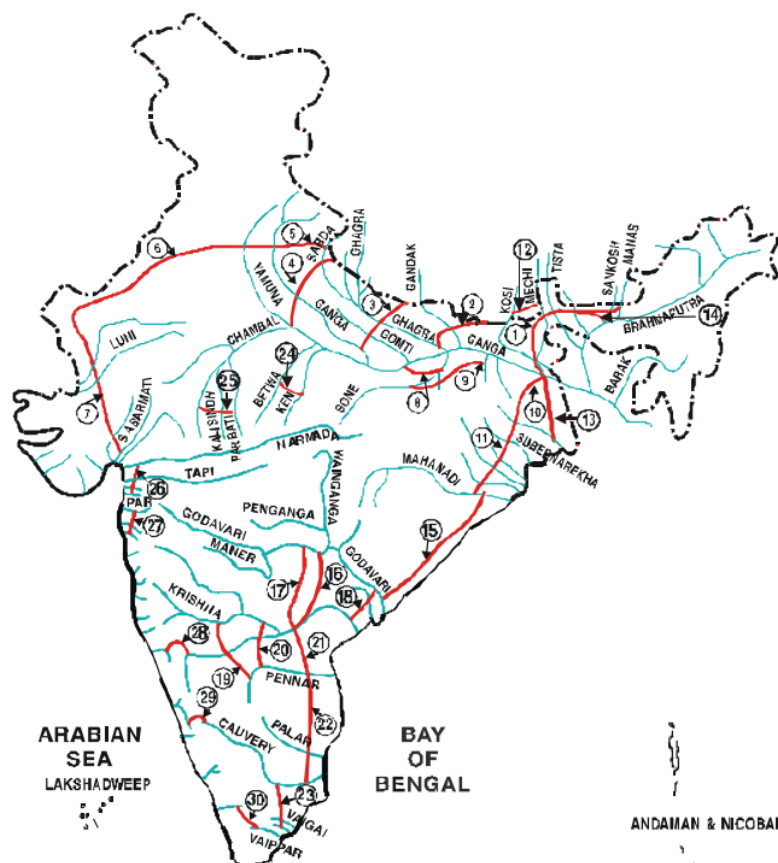 5
6
4
SARDA
GHAGRA
GANDAK
12
KOSI
MECHI
TISTA
SANKOSH
MANAS
YAMUNA
GANGA
3
GHAGRA
2
1
BRAHMAPUTRA
14
LUNI
CHAMBAL
GOMTI
GANGA
24
25
BETWA
KEN
8
9
BARAK
7
SABARMATI
KALISINDH
PARBATI
SONE
10
13
11
SUBERNAREKHA
NARMADA
TAPI
WAINGANGA
MAHANADI
26
PAR
27
PENGANGA
GODAVARI
MANER
15
GODAVARI
17
16
18
KRISHNA
28
20
21
19
PENNAR
29
CAUVERY
PALAR
22
ARABIAN
SEA
LAKSHADWEEP
BAY
OF
BENGAL
30
23
VAIGAI
VAIPPAR
ANDAMAN & NICOBAR